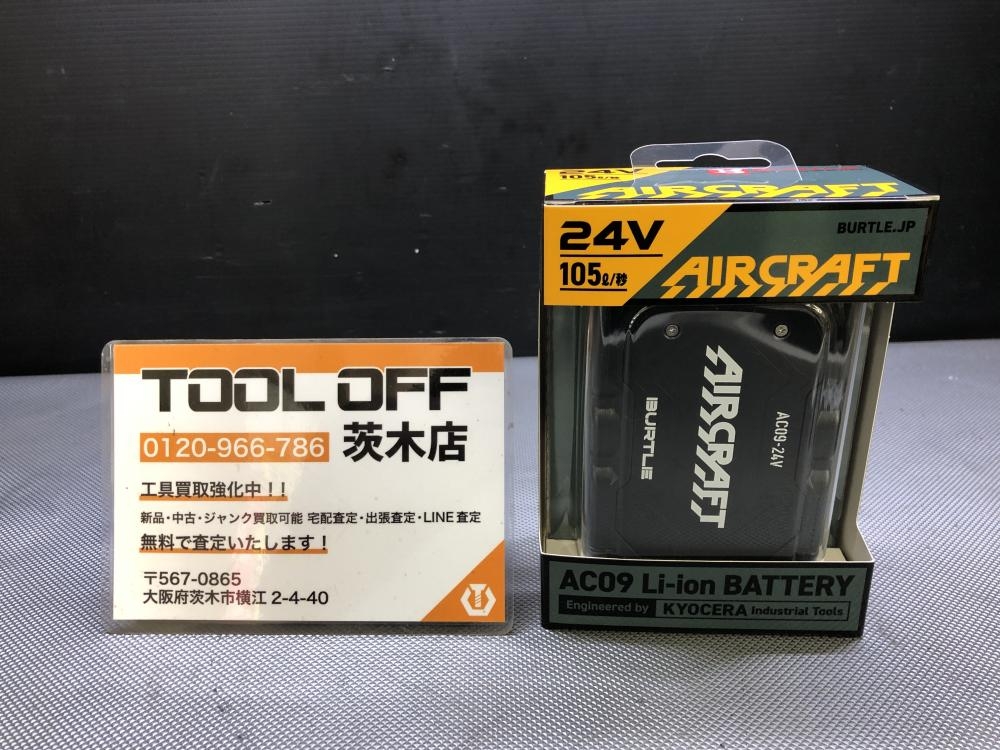 TOOL OFF
0120-966-786 茨木店
工具買取強化中！！
新品・中古・ジャンク買取可能 宅配査定・出張査定・LINE査定
無料で査定いたします！
〒567-0865
大阪府茨木市横江 2-4-40
24V
105ℓ/秒
AIRCRAFT
24V
105ℓ/秒
BURTLE.JP
AIRCRAFT
AC09-24V
AIRCRAFT
BURTLE
AC09 Li-ion BATTERY
Engineered by KYOCERA Industrial Tools